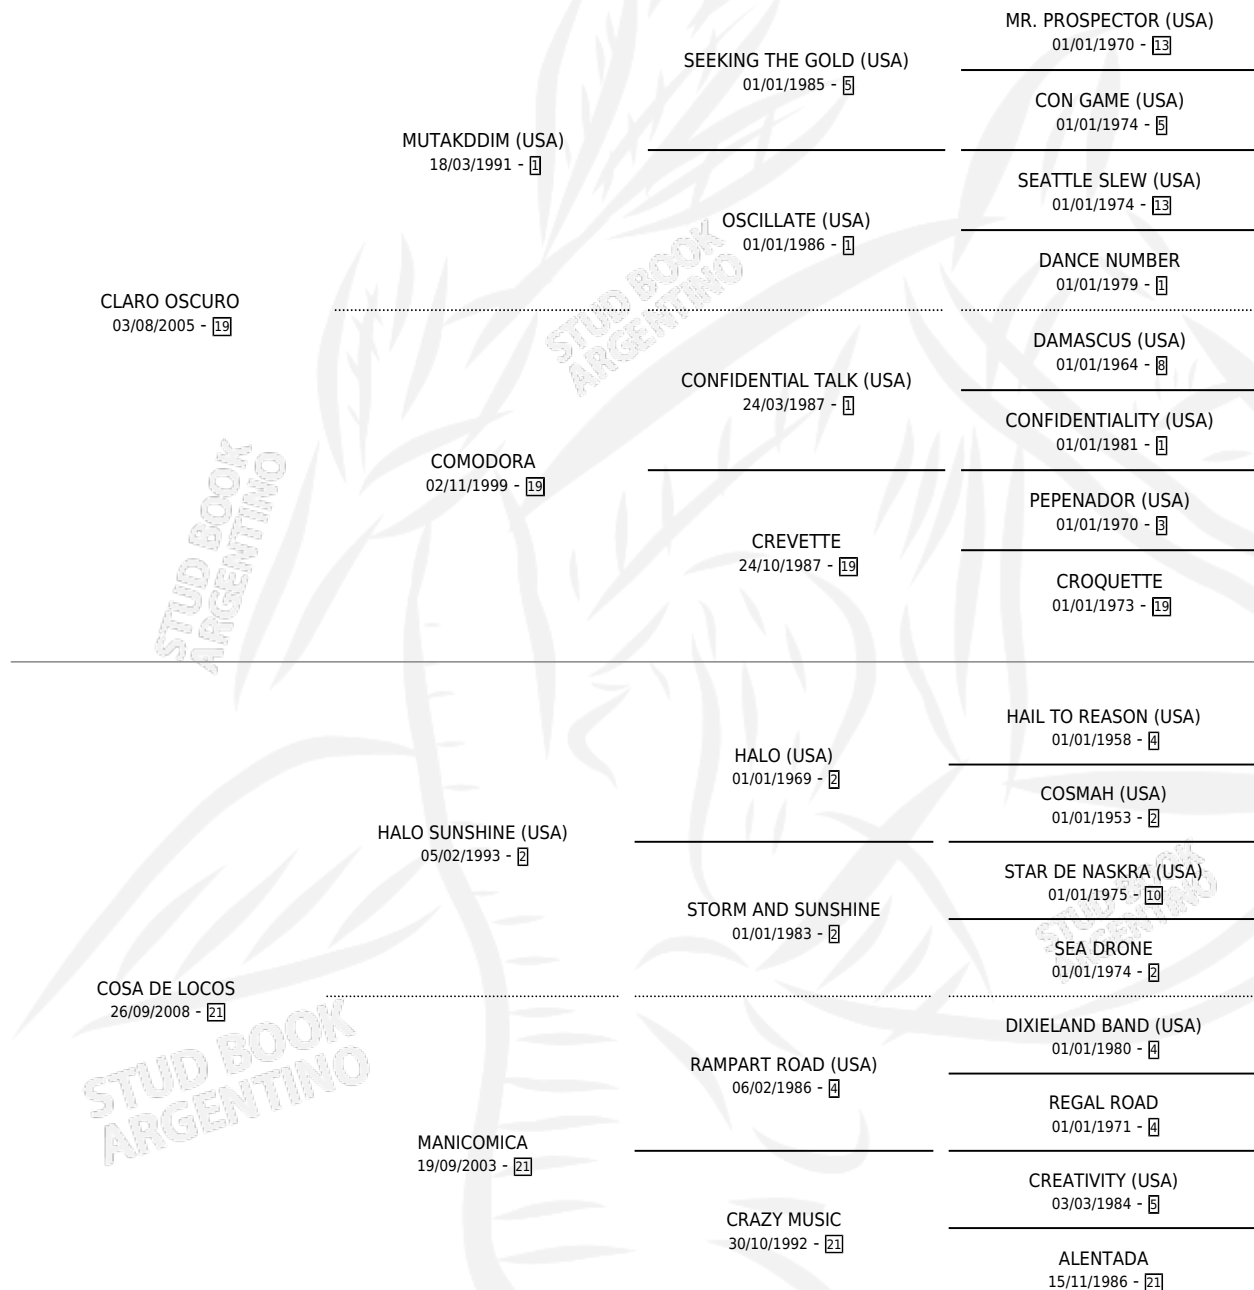 MR. PROSPECTOR (USA)
01/01/1970 - 13
SEEKING THE GOLD (USA)
01/01/1985 - 5
CON GAME (USA)
01/01/1974 - 5
MUTAKDDIM (USA)
18/03/1991 - 1
SEATTLE SLEW (USA)
01/01/1974 - 13
OSCILLATE (USA)
01/01/1986 - 1
DANCE NUMBER
01/01/1979 - 1
CLARO OSCURO
03/08/2005 - 19
STUD BOOK
ARGENTINO
DAMASCUS (USA)
01/01/1964 - 8
CONFIDENTIAL TALK (USA)
24/03/1987 - 1
CONFIDENTIALITY (USA)
01/01/1981 - 1
COMODORA
02/11/1999 - 19
PEPENADOR (USA)
01/01/1970 - 3
CREVETTE
24/10/1987 - 19
CROQUETTE
01/01/1973 - 19
STUD BOOK
ARGENTINO
HAIL TO REASON (USA)
01/01/1958 - 4
HALO (USA)
01/01/1969 - 2
COSMAH (USA)
01/01/1953 - 2
HALO SUNSHINE (USA)
05/02/1993 - 2
STAR DE NASKRA (USA)
01/01/1975 - 10
STORM AND SUNSHINE
01/01/1983 - 2
SEA DRONE
01/01/1974 - 2
STUD BOOK
ARGENTINO
COSA DE LOCOS
26/09/2008 - 21
DIXIELAND BAND (USA)
01/01/1980 - 4
RAMPART ROAD (USA)
06/02/1986 - 4
REGAL ROAD
01/01/1971 - 4
STUD BOOK
ARGENTINO
MANICOMICA
19/09/2003 - 21
CREATIVITY (USA)
03/03/1984 - 5
CRAZY MUSIC
30/10/1992 - 21
ALENTADA
15/11/1986 - 21